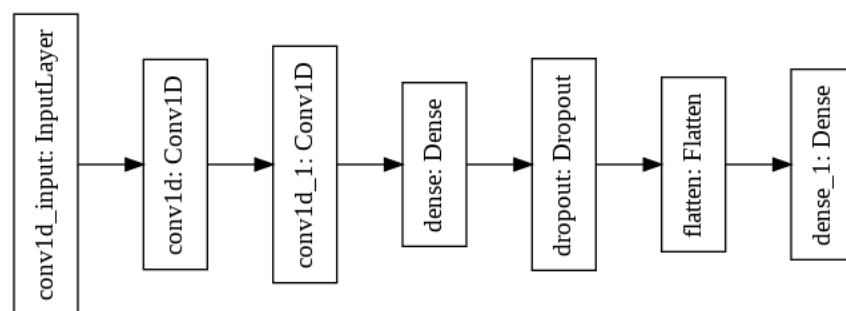 conv1d_input: InputLayer
conv1d: Conv1D
conv1d_1: Conv1D
dense: Dense
dropout: Dropout
flatten: Flatten
dense_1: Dense